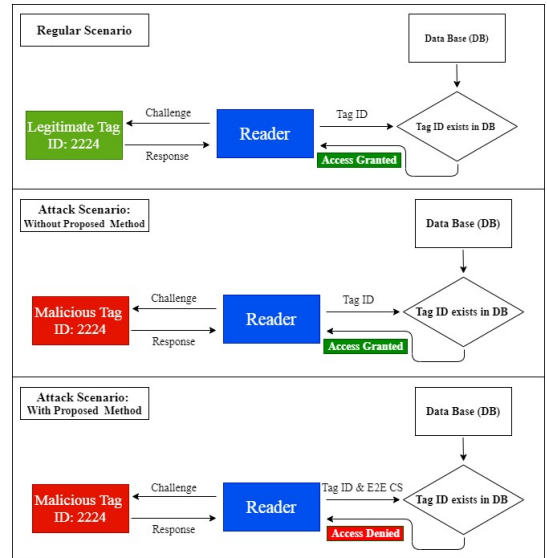 Regular Scenario
Data Base (DB)
Legitimate Tag
ID: 2224
Challenge
Response
Reader
Tag ID
Tag ID exists in DB
Access Granted
Attack Scenario:
Without Proposed Method
Data Base (DB)
Malicious Tag
ID: 2224
Challenge
Response
Reader
Tag ID
Tag ID exists in DB
Access Granted
Attack Scenario:
With Proposed Method
Data Base (DB)
Malicious Tag
ID: 2224
Challenge
Response
Reader
Tag ID & E2E CS
Tag ID exists in DB
Access Denied